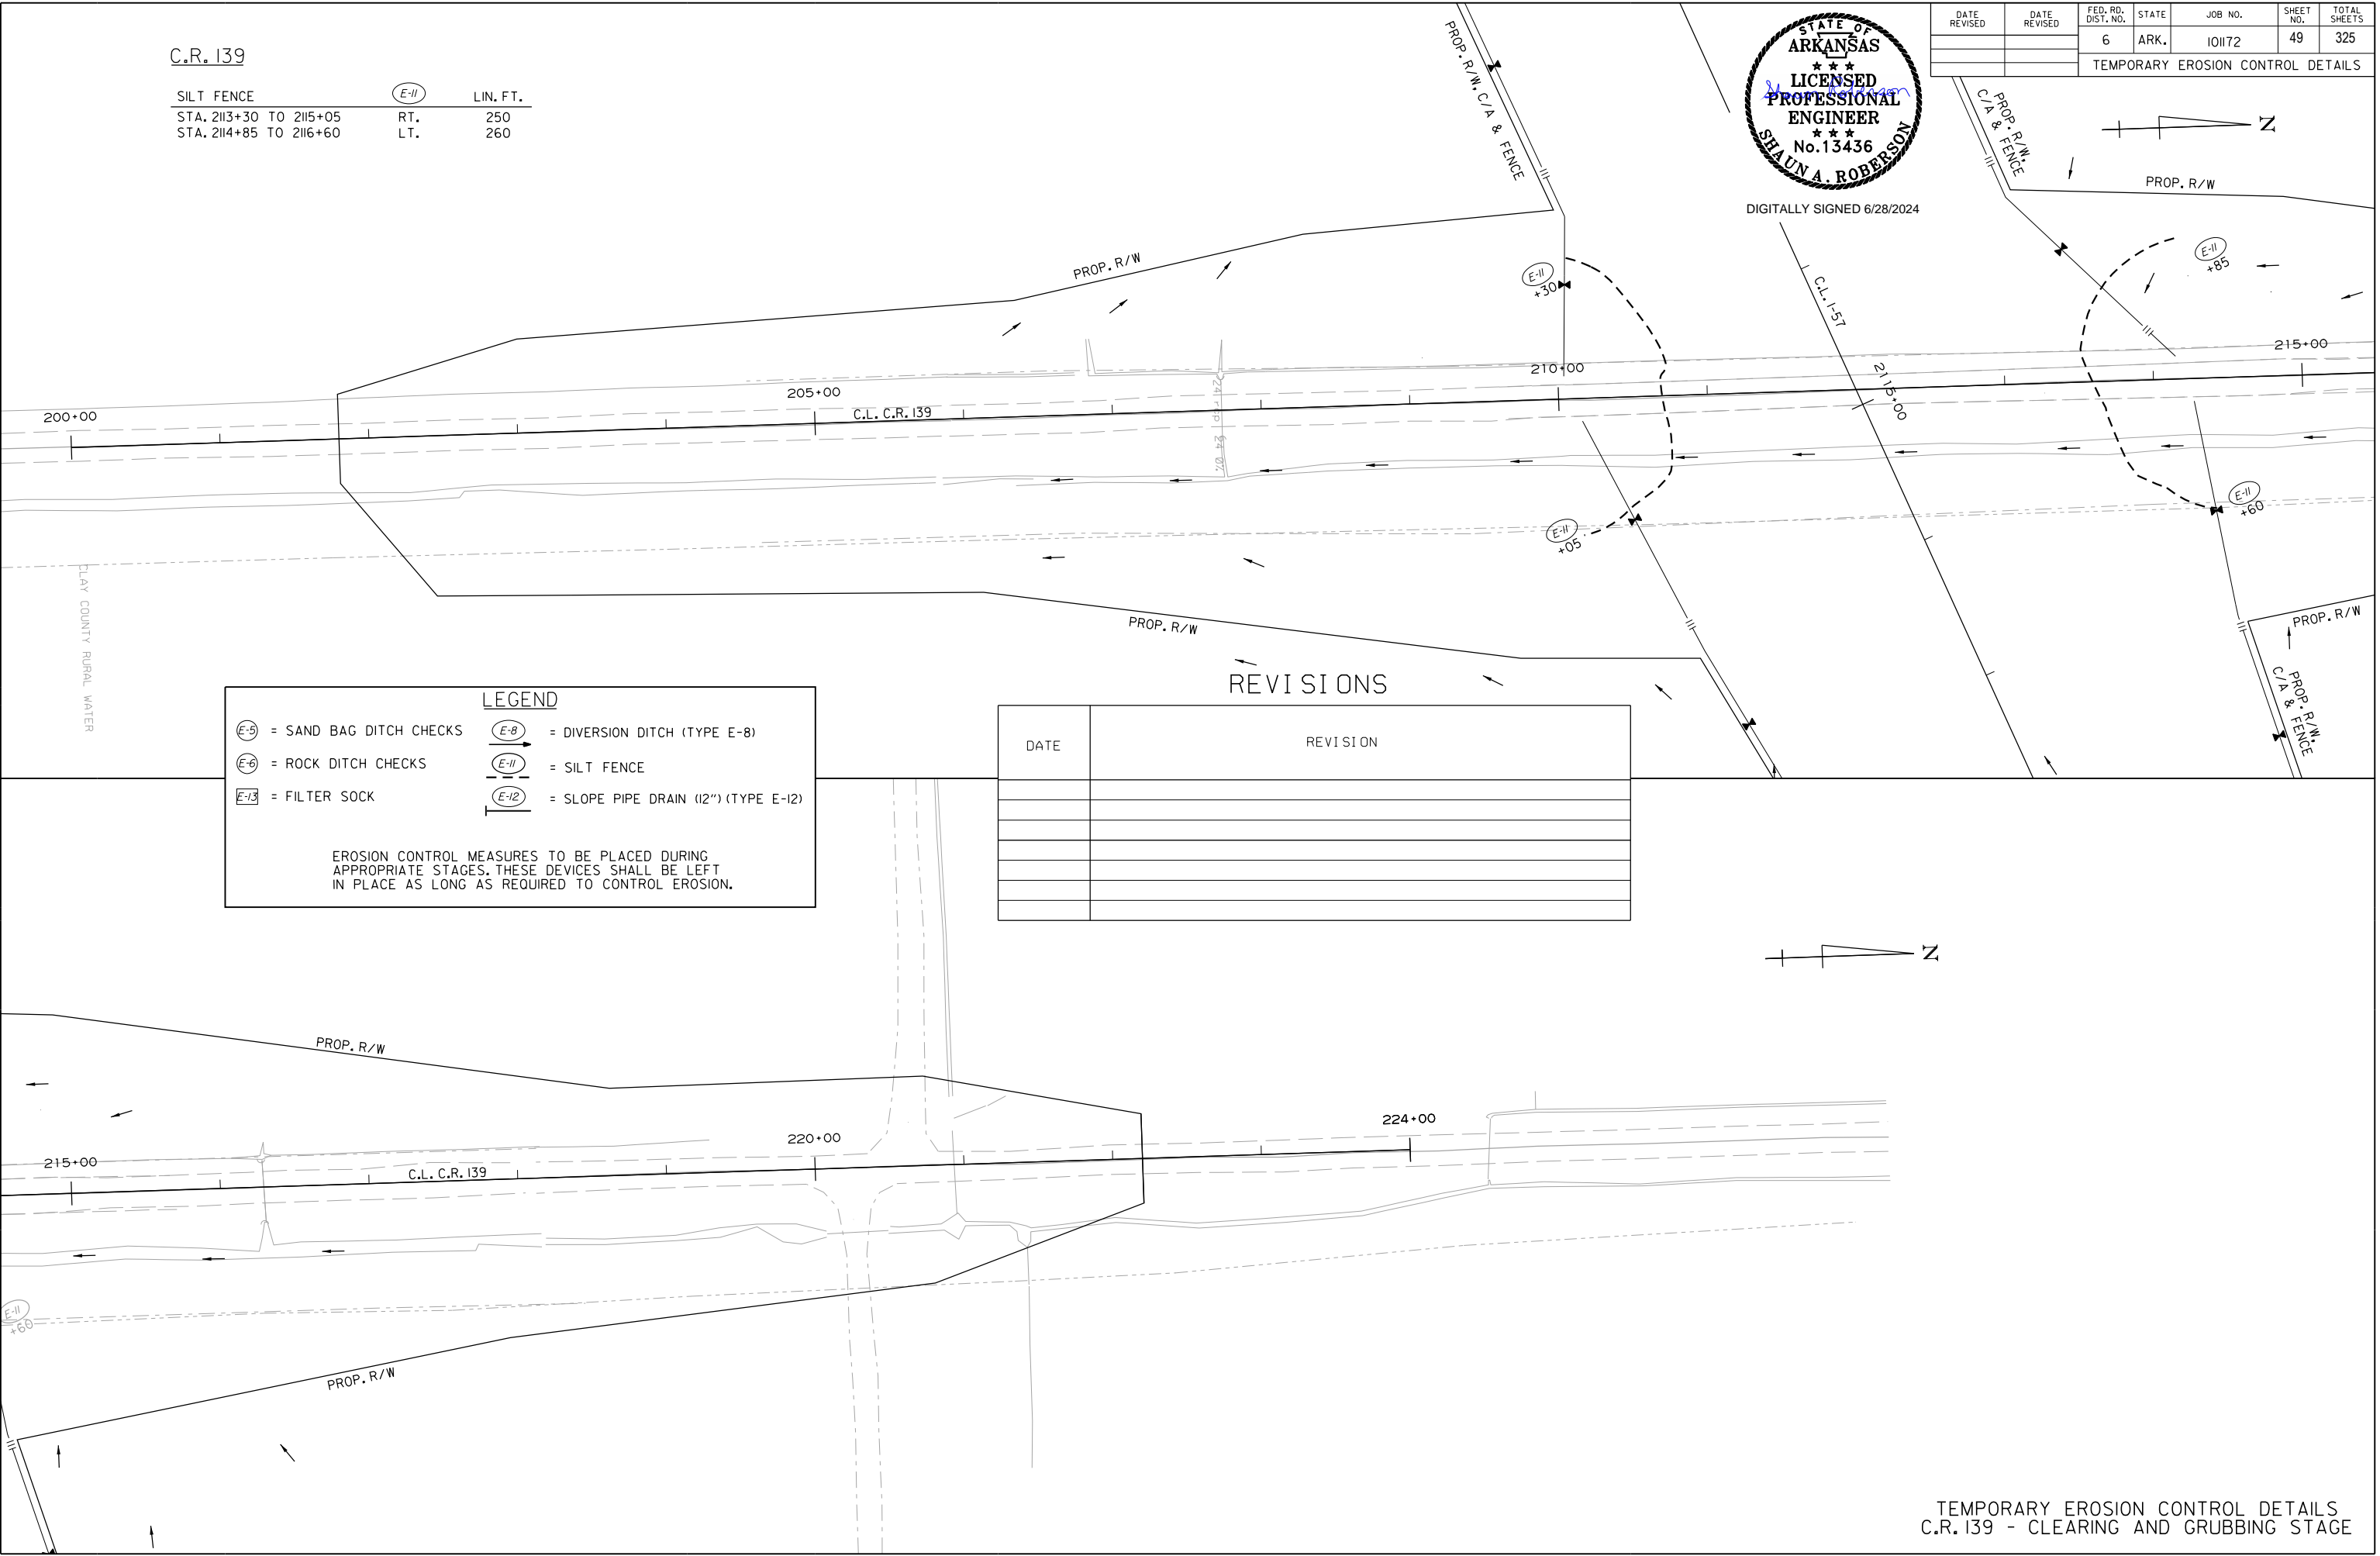 C.R. 139
SILT FENCE E-11 LIN. FT.
STA. 2113+30 TO 2115+05 RT. 250
STA. 2114+85 TO 2116+60 LT. 260
DATE REVISED
DATE REVISED
FED. RD. DIST. NO.
STATE
JOB NO.
SHEET NO.
TOTAL SHEETS
6 ARK. 101172 49 325
TEMPORARY EROSION CONTROL DETAILS
STATE OF
ARKANSAS
LICENSED
PROFESSIONAL
ENGINEER
No.13436
SHAUN A. ROBERSON
DIGITALLY SIGNED 6/28/2024
PROP. R/W, C/A & FENCE
PROP. R/W,
C/A & FENCE
N
PROP. R/W
PROP. R/W
E-11
+30
E-11
+85
C.L. I-57
2115+00
200+00
205+00
210+00
215+00
C.L. C.R. 139
E-11
+05
E-11
+60
CLAY COUNTY RURAL WATER
PROP. R/W
PROP. R/W
PROP. R/W,
C/A & FENCE
LEGEND
E-5 = SAND BAG DITCH CHECKS
E-8 = DIVERSION DITCH (TYPE E-8)
E-6 = ROCK DITCH CHECKS
E-11 = SILT FENCE
E-13 = FILTER SOCK
E-12 = SLOPE PIPE DRAIN (12") (TYPE E-12)
EROSION CONTROL MEASURES TO BE PLACED DURING
APPROPRIATE STAGES. THESE DEVICES SHALL BE LEFT
IN PLACE AS LONG AS REQUIRED TO CONTROL EROSION.
REVISIONS
DATE REVISION
N
PROP. R/W
215+00
220+00
224+00
C.L. C.R. 139
E-11
+60
PROP. R/W
TEMPORARY EROSION CONTROL DETAILS
C.R. 139 - CLEARING AND GRUBBING STAGE